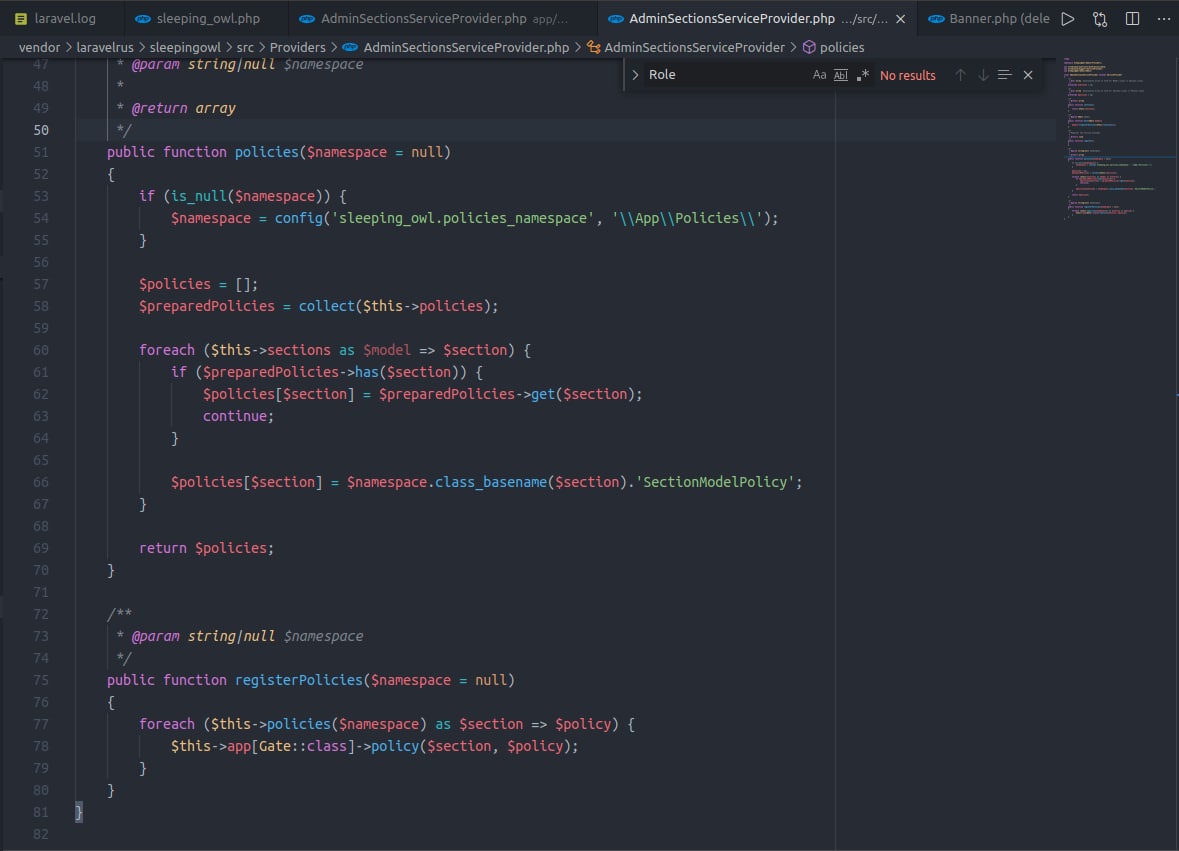 laravel.log
php sleeping_owl.php
php AdminSectionsServiceProvider.php app/...
php AdminSectionsServiceProvider.php .../src/...
php Banner.php (dele
vendor > laravelrus > sleepingowl > src > Providers > php AdminSectionsServiceProvider.php > AdminSectionsServiceProvider > policies
Role Aa Ab| .* No results
47 * @param string|null $namespace
48 *
49 * @return array
50 */
51 public function policies($namespace = null)
52 {
53 if (is_null($namespace)) {
54 $namespace = config('sleeping_owl.policies_namespace', '\\App\\Policies\\');
55 }
56
57 $policies = [];
58 $preparedPolicies = collect($this->policies);
59
60 foreach ($this->sections as $model => $section) {
61 if ($preparedPolicies->has($section)) {
62 $policies[$section] = $preparedPolicies->get($section);
63 continue;
64 }
65
66 $policies[$section] = $namespace.class_basename($section).'SectionModelPolicy';
67 }
68
69 return $policies;
70 }
71
72 /**
73 * @param string|null $namespace
74 */
75 public function registerPolicies($namespace = null)
76 {
77 foreach ($this->policies($namespace) as $section => $policy) {
78 $this->app[Gate::class]->policy($section, $policy);
79 }
80 }
81 }
82